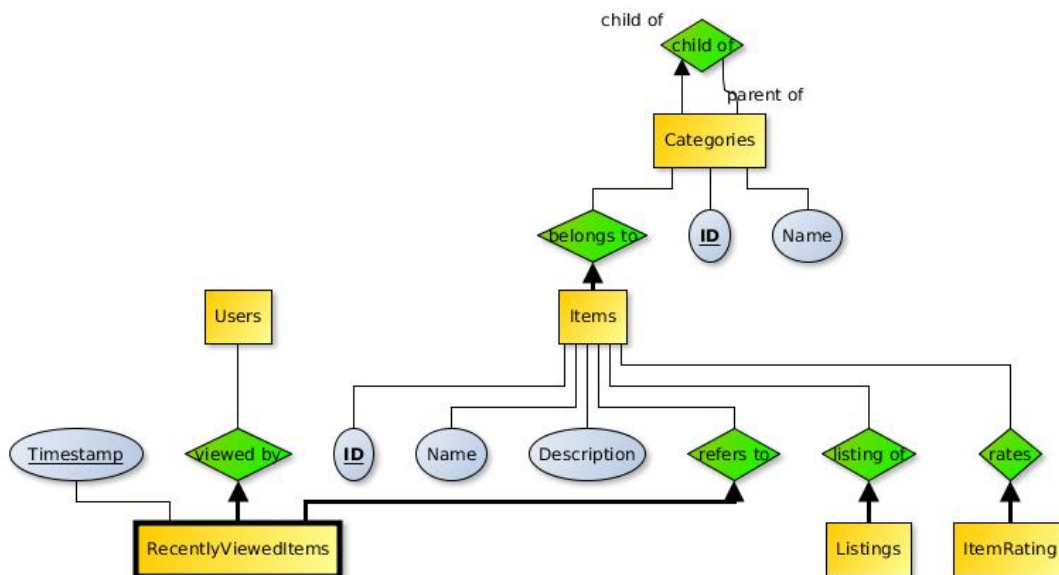 child of
child of
parent of
Categories
belongs to
ID
Name
Users
Items
Timestamp
viewed by
ID
Name
Description
refers to
listing of
rates
RecentlyViewedItems
Listings
ItemRating